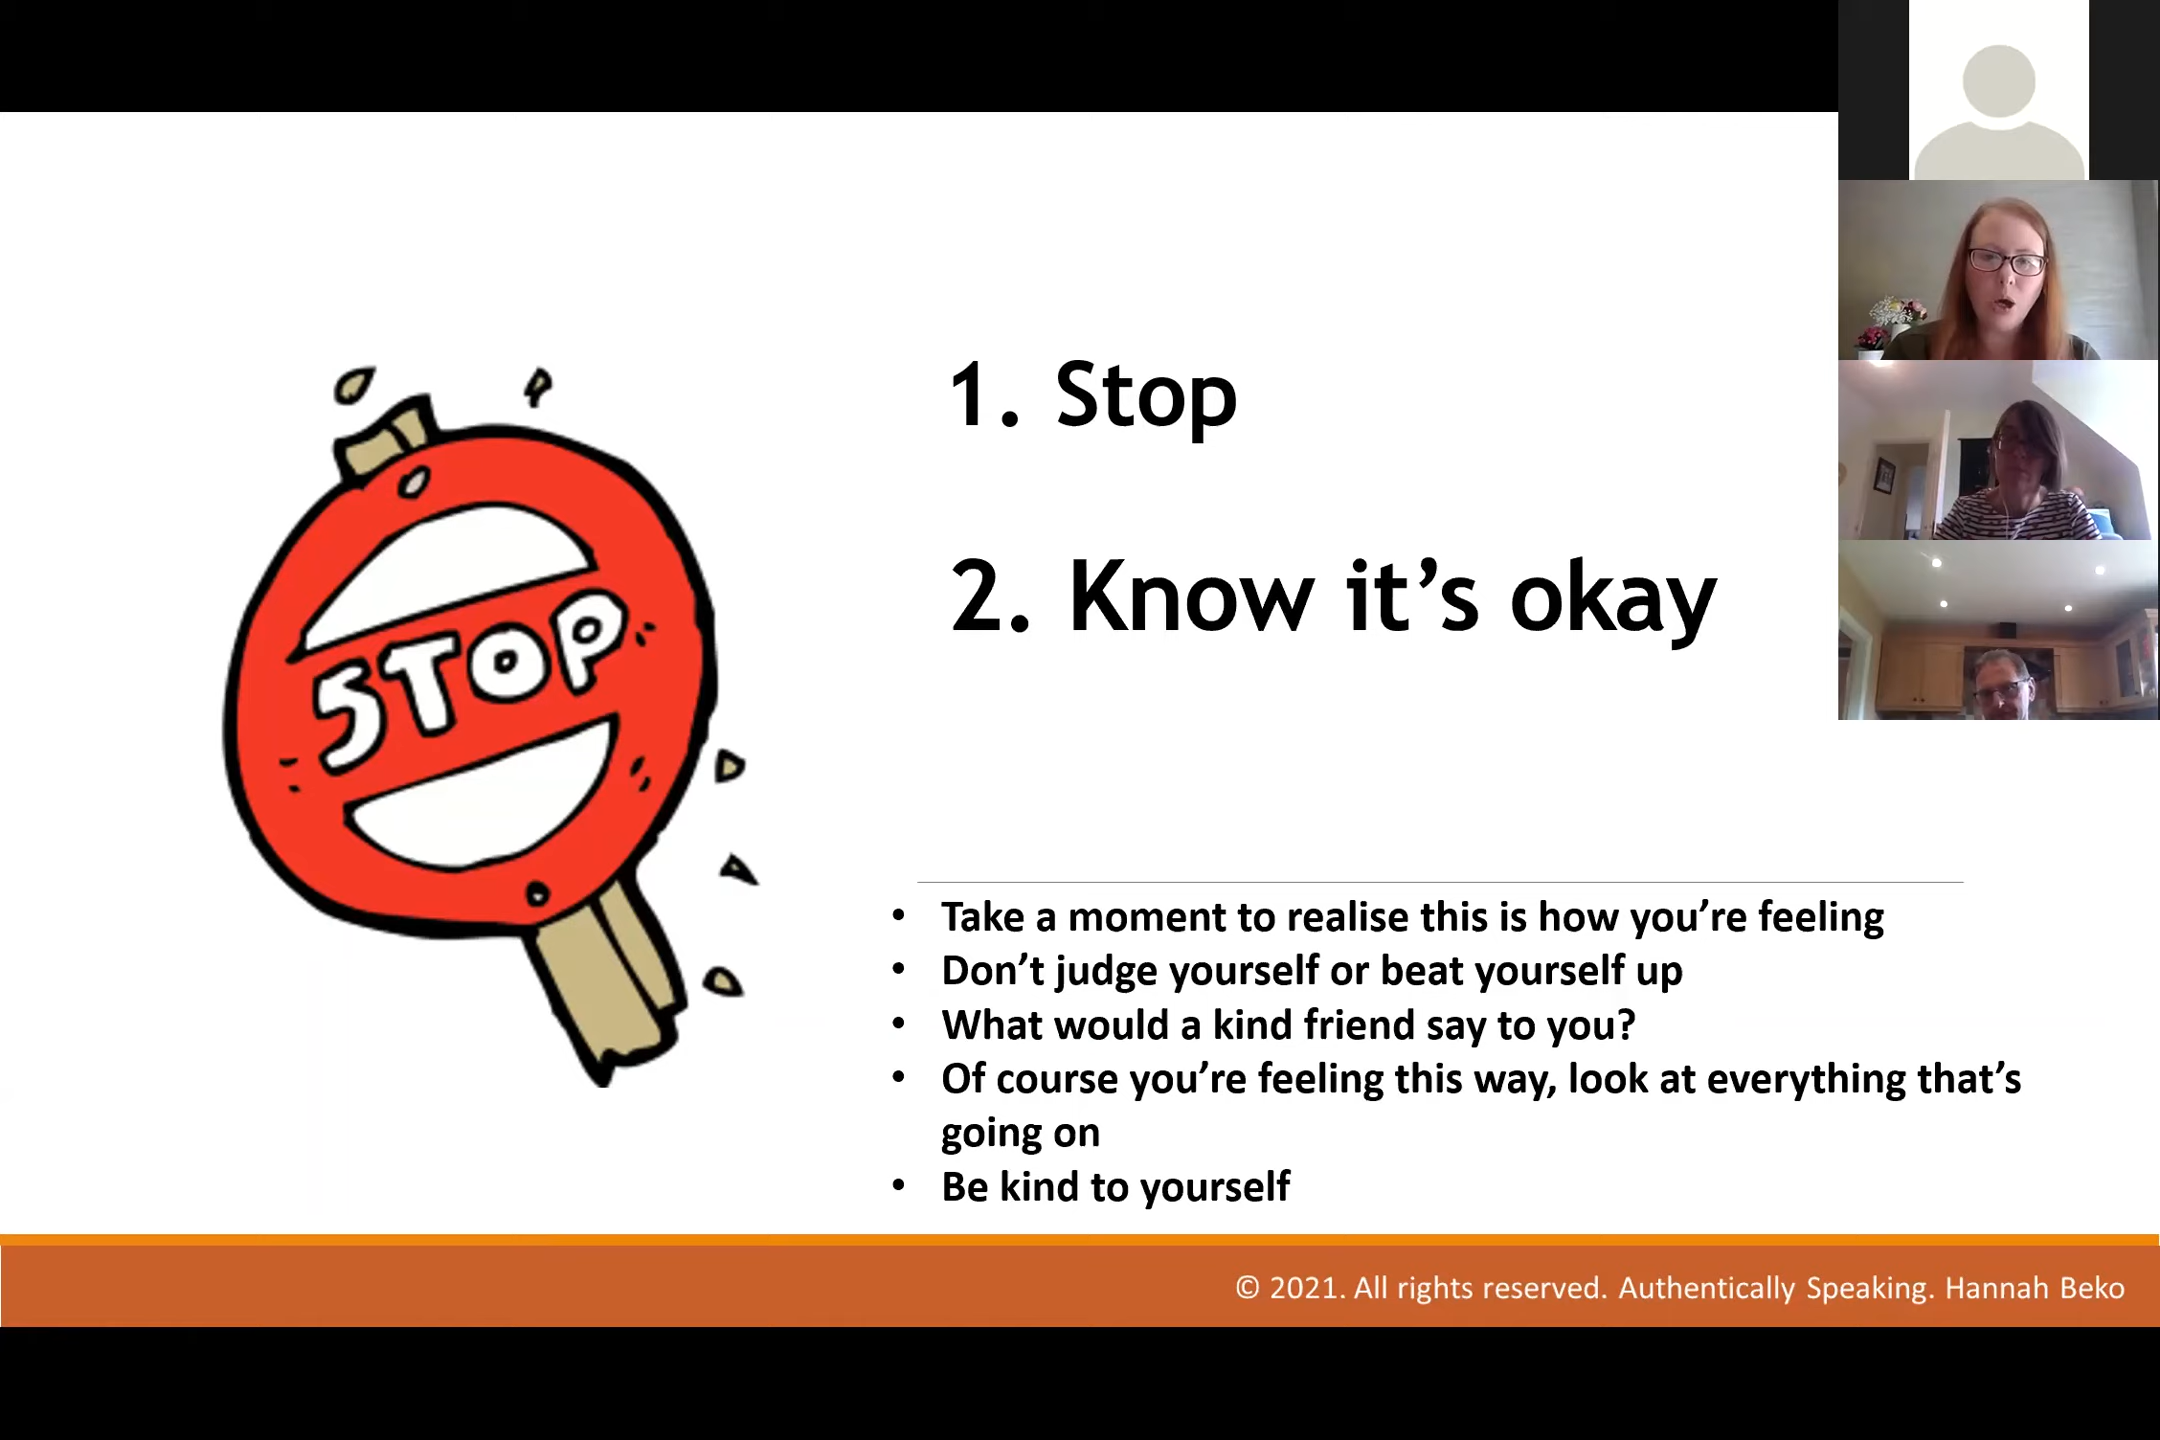 1. Stop
2. Know it’s okay
STOP
• Take a moment to realise this is how you’re feeling
• Don’t judge yourself or beat yourself up
• What would a kind friend say to you?
• Of course you’re feeling this way, look at everything that’s
going on
• Be kind to yourself
© 2021. All rights reserved. Authentically Speaking. Hannah Beko